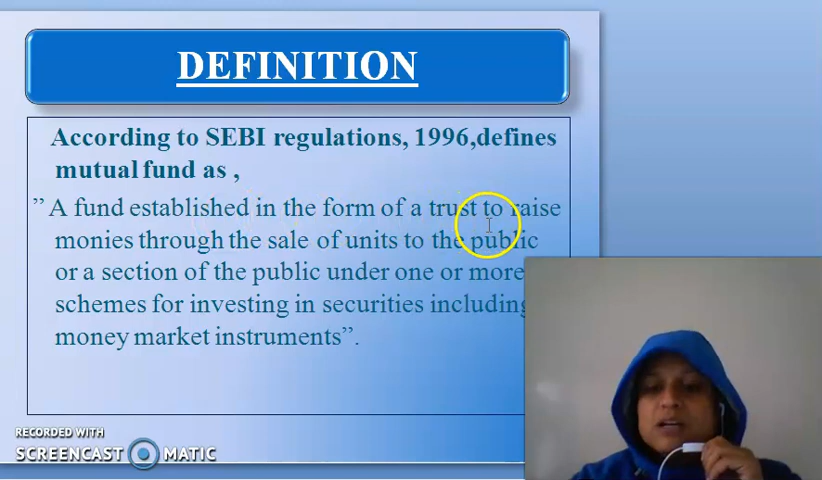 DEFINITION
According to SEBI regulations, 1996,defines
mutual fund as ,
” A fund established in the form of a trust to raise
monies through the sale of units to the public
or a section of the public under one or more
schemes for investing in securities including
money market instruments”.
RECORDED WITH
SCREENCAST MATIC